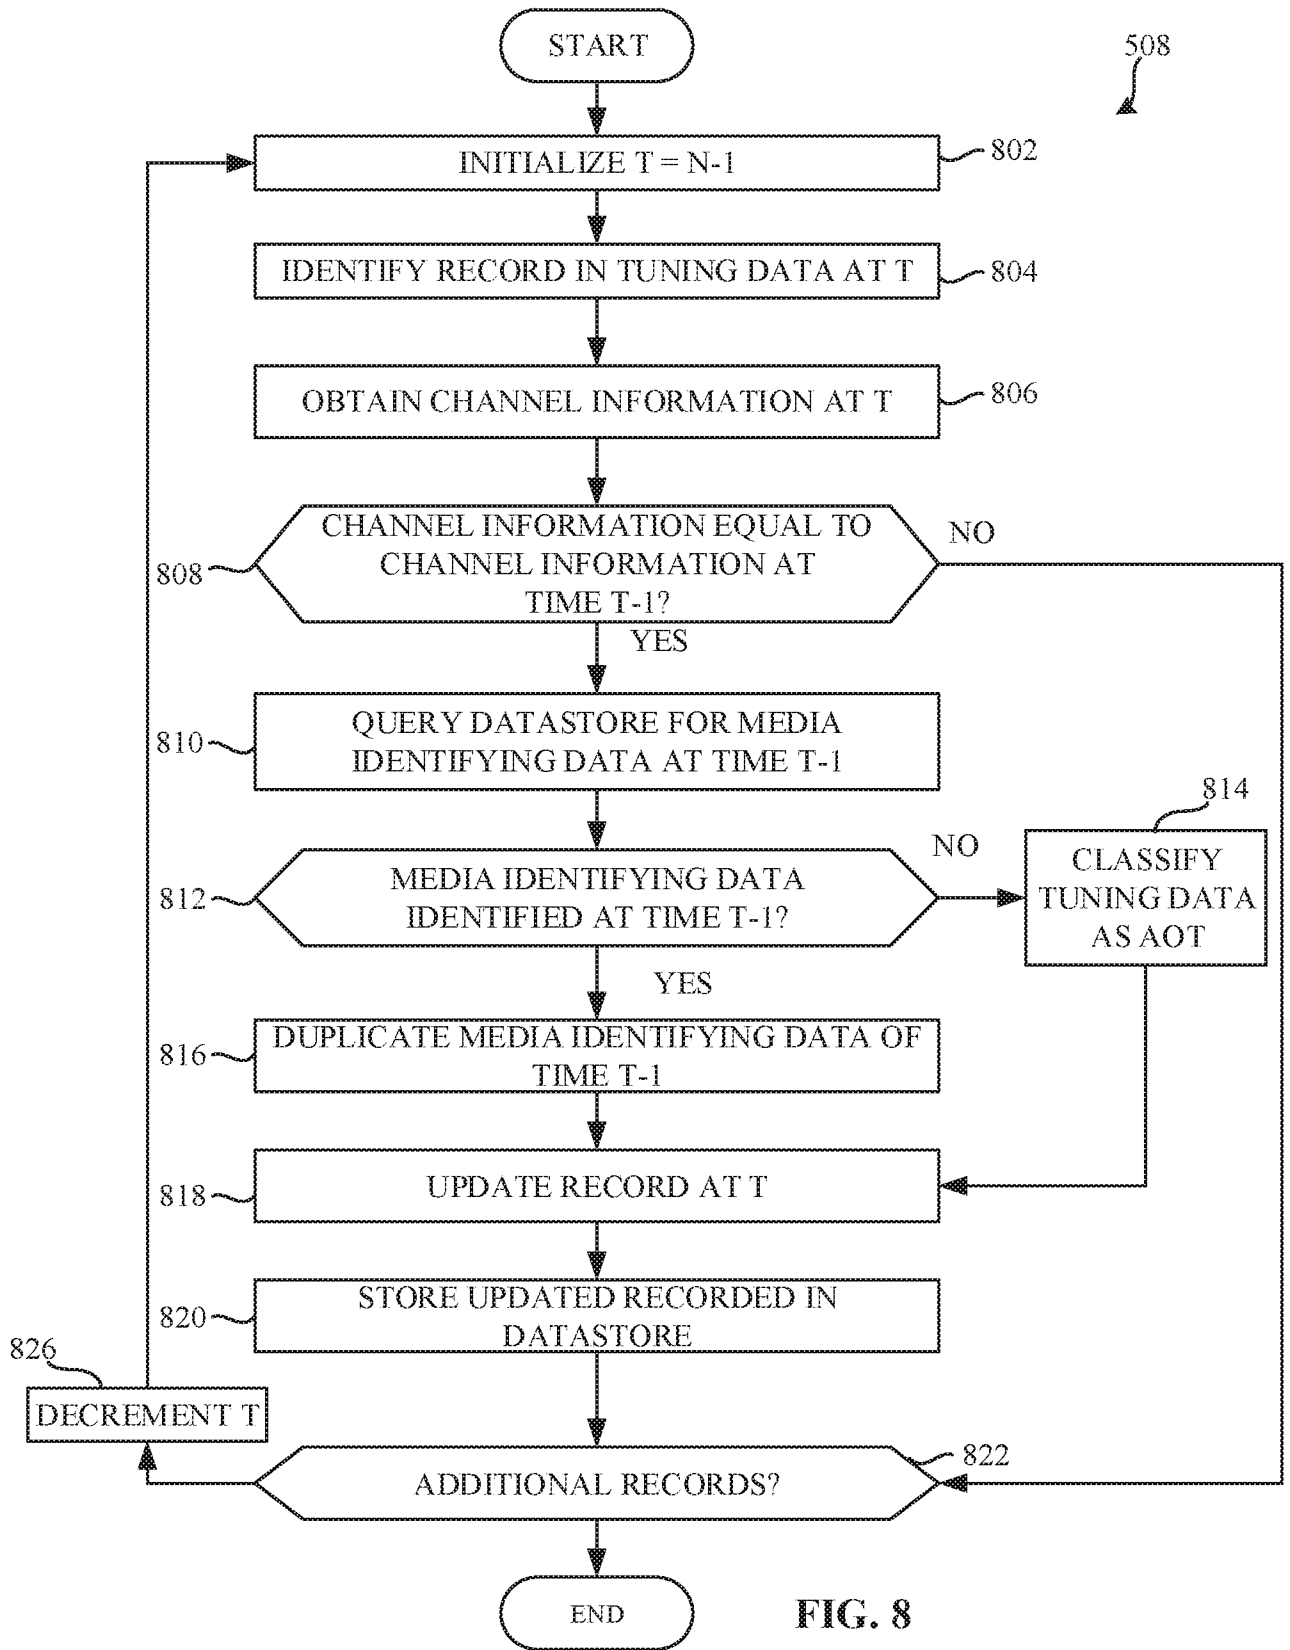 START
508
INITIALIZE T = N-1
802
IDENTIFY RECORD IN TUNING DATA AT T
804
OBTAIN CHANNEL INFORMATION AT T
806
CHANNEL INFORMATION EQUAL TO
CHANNEL INFORMATION AT
TIME T-1?
808
NO
YES
QUERY DATASTORE FOR MEDIA
IDENTIFYING DATA AT TIME T-1
810
814
MEDIA IDENTIFYING DATA
IDENTIFIED AT TIME T-1?
812
NO
CLASSIFY
TUNING DATA
AS AOT
YES
DUPLICATE MEDIA IDENTIFYING DATA OF
TIME T-1
816
UPDATE RECORD AT T
818
STORE UPDATED RECORDED IN
DATASTORE
820
826
DECREMENT T
ADDITIONAL RECORDS?
822
END
FIG. 8